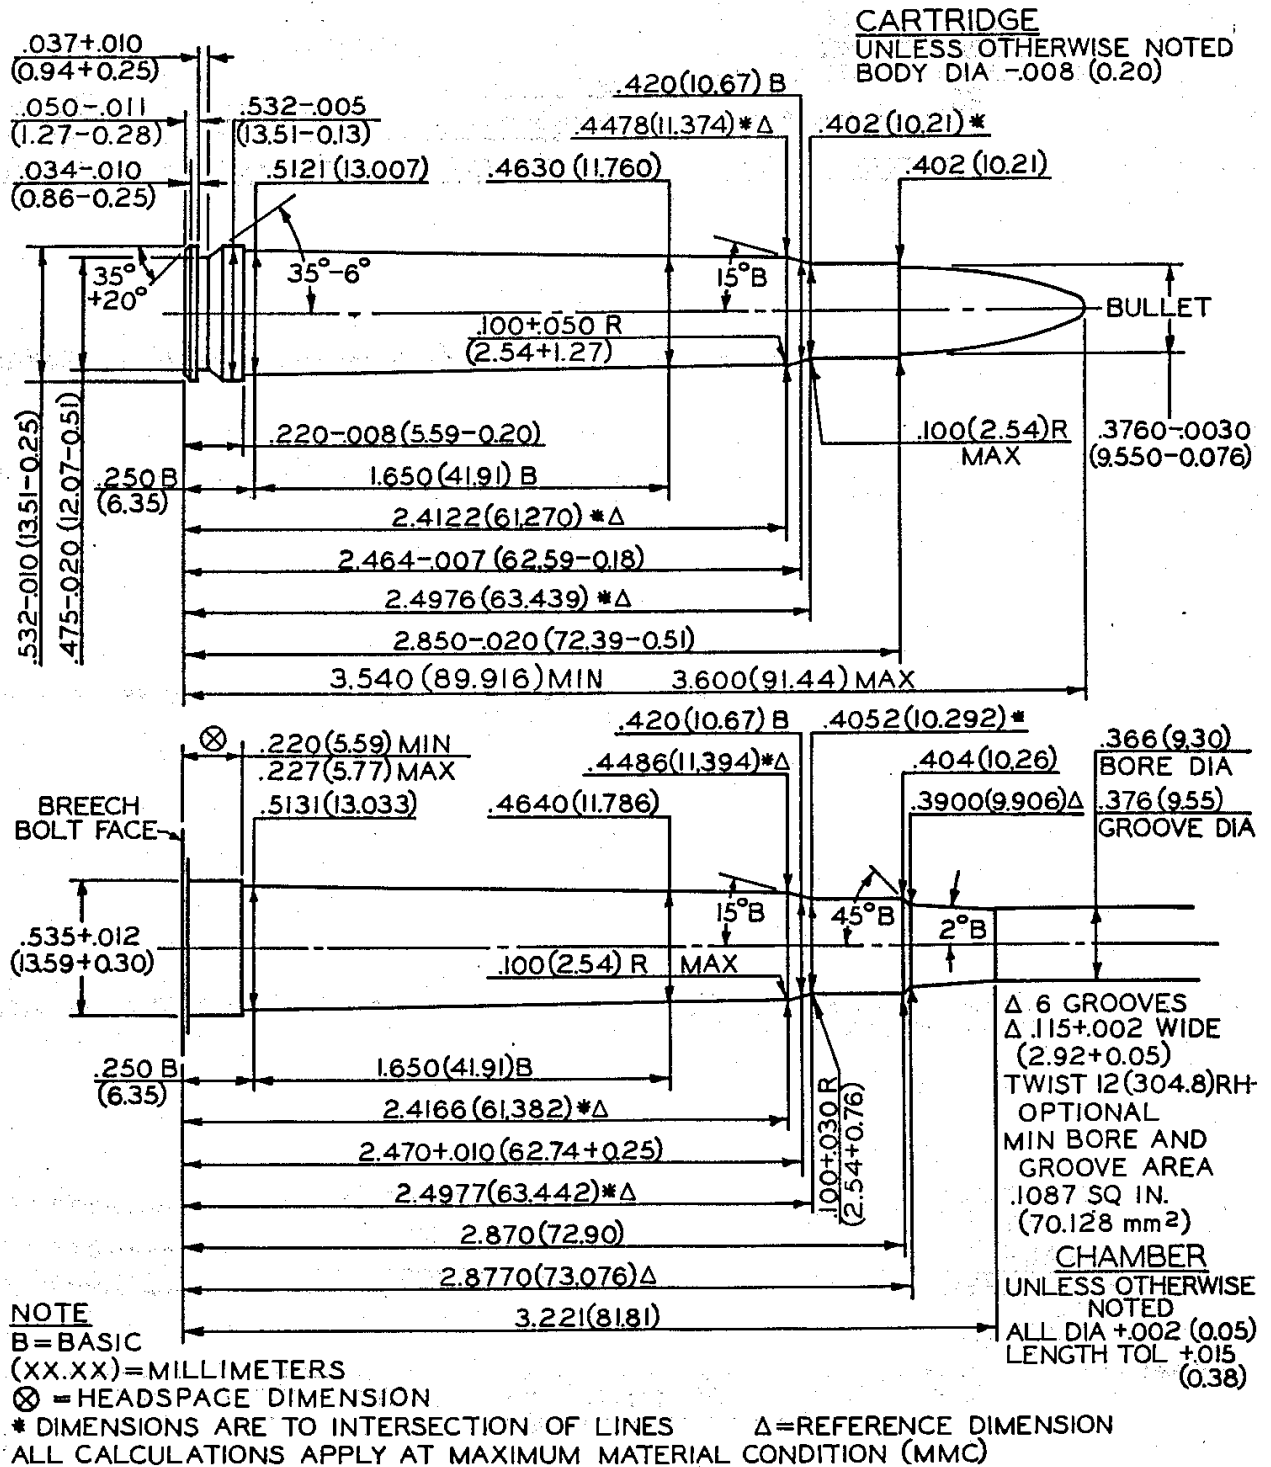 CARTRIDGE
UNLESS OTHERWISE NOTED
BODY DIA -.008 (0.20)
.037+.010
(0.94+0.25)
.050-.011
(1.27-0.28)
.034-.010
(0.86-0.25)
.532-.005
(13.51-0.13)
.5121 (13.007)
.4630 (11.760)
.420(10.67) B
.4478(11.374)*Δ
.402(10.21)*
.402 (10.21)
35°
+20°
35°-6°
15°B
BULLET
.100+.050 R
(2.54+1.27)
.532-.010 (13.51-0.25)
.475-.020 (12.07-0.51)
.220-.008(5.59-0.20)
.100(2.54)R
MAX
.3760-.0030
(9.550-0.076)
.250 B
(6.35)
1.650(41.91) B
2.4122(61.270) *Δ
2.464-.007 (62.59-0.18)
2.4976(63.439) *Δ
2.850-.020(72.39-0.51)
3.540 (89.916) MIN 3.600(91.44) MAX
⊗
.220(5.59) MIN
.227(5.77) MAX
.420(10.67) B
.4052(10.292)*
.4486(11.394)*Δ
.404(10.26)
.366(9.30)
BORE DIA
.376(9.55)
GROOVE DIA
BREECH
BOLT FACE
.5131(13.033)
.4640(11.786)
.3900(9.906)Δ
15°B
45°B
2°B
.535+.012
(13.59+0.30)
.100(2.54) R MAX
.250 B
(6.35)
1.650(41.91)B
2.4166(61.382)*Δ
2.470+.010(62.74+0.25)
2.4977(63.442)*Δ
2.870(72.90)
2.8770(73.076)Δ
3.221(81.81)
.100+.030 R
(2.54+0.76)
Δ 6 GROOVES
Δ .115+.002 WIDE
(2.92+0.05)
TWIST 12(304.8)RH-
OPTIONAL
MIN BORE AND
GROOVE AREA
.1087 SQ IN.
(70.128 mm²)
CHAMBER
UNLESS OTHERWISE
NOTED
ALL DIA +.002 (0.05)
LENGTH TOL +.015
(0.38)
NOTE
B=BASIC
(XX.XX)=MILLIMETERS
⊗ =HEADSPACE DIMENSION
* DIMENSIONS ARE TO INTERSECTION OF LINES Δ=REFERENCE DIMENSION
ALL CALCULATIONS APPLY AT MAXIMUM MATERIAL CONDITION (MMC)